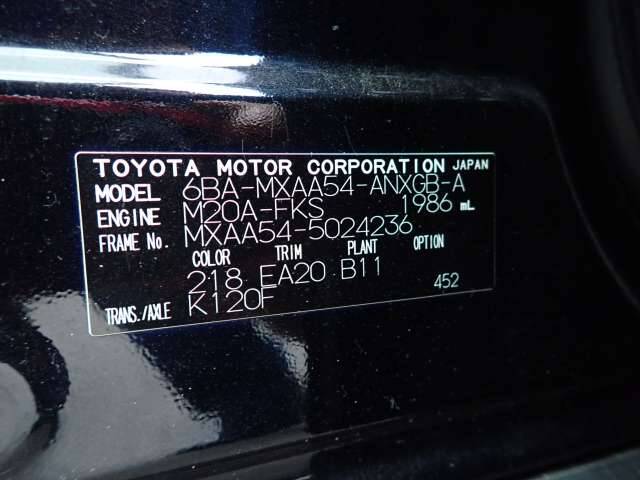 TOYOTA MOTOR CORPORATION JAPAN
MODEL 6BA-MXAA54-ANXGB-A
ENGINE M20A-FKS 1986 mL
FRAME No. MXAA54-5024236
COLOR TRIM PLANT OPTION
218 EA20 B11 452
TRANS./AXLE K120F